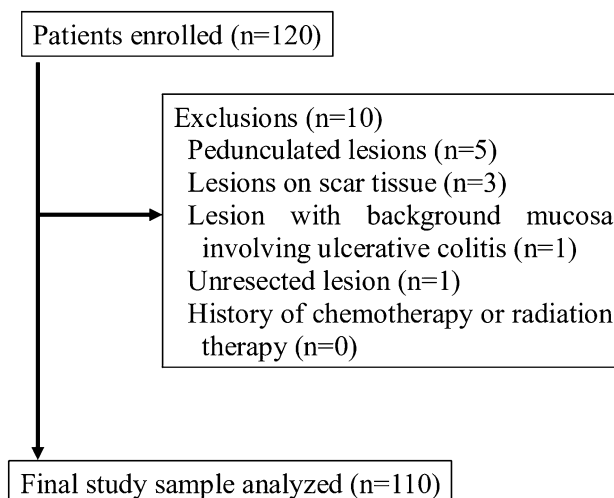 Patients enrolled (n=120)
Exclusions (n=10)
Pedunculated lesions (n=5)
Lesions on scar tissue (n=3)
Lesion with background mucosa
involving ulcerative colitis (n=1)
Unresected lesion (n=1)
History of chemotherapy or radiation
therapy (n=0)
Final study sample analyzed (n=110)